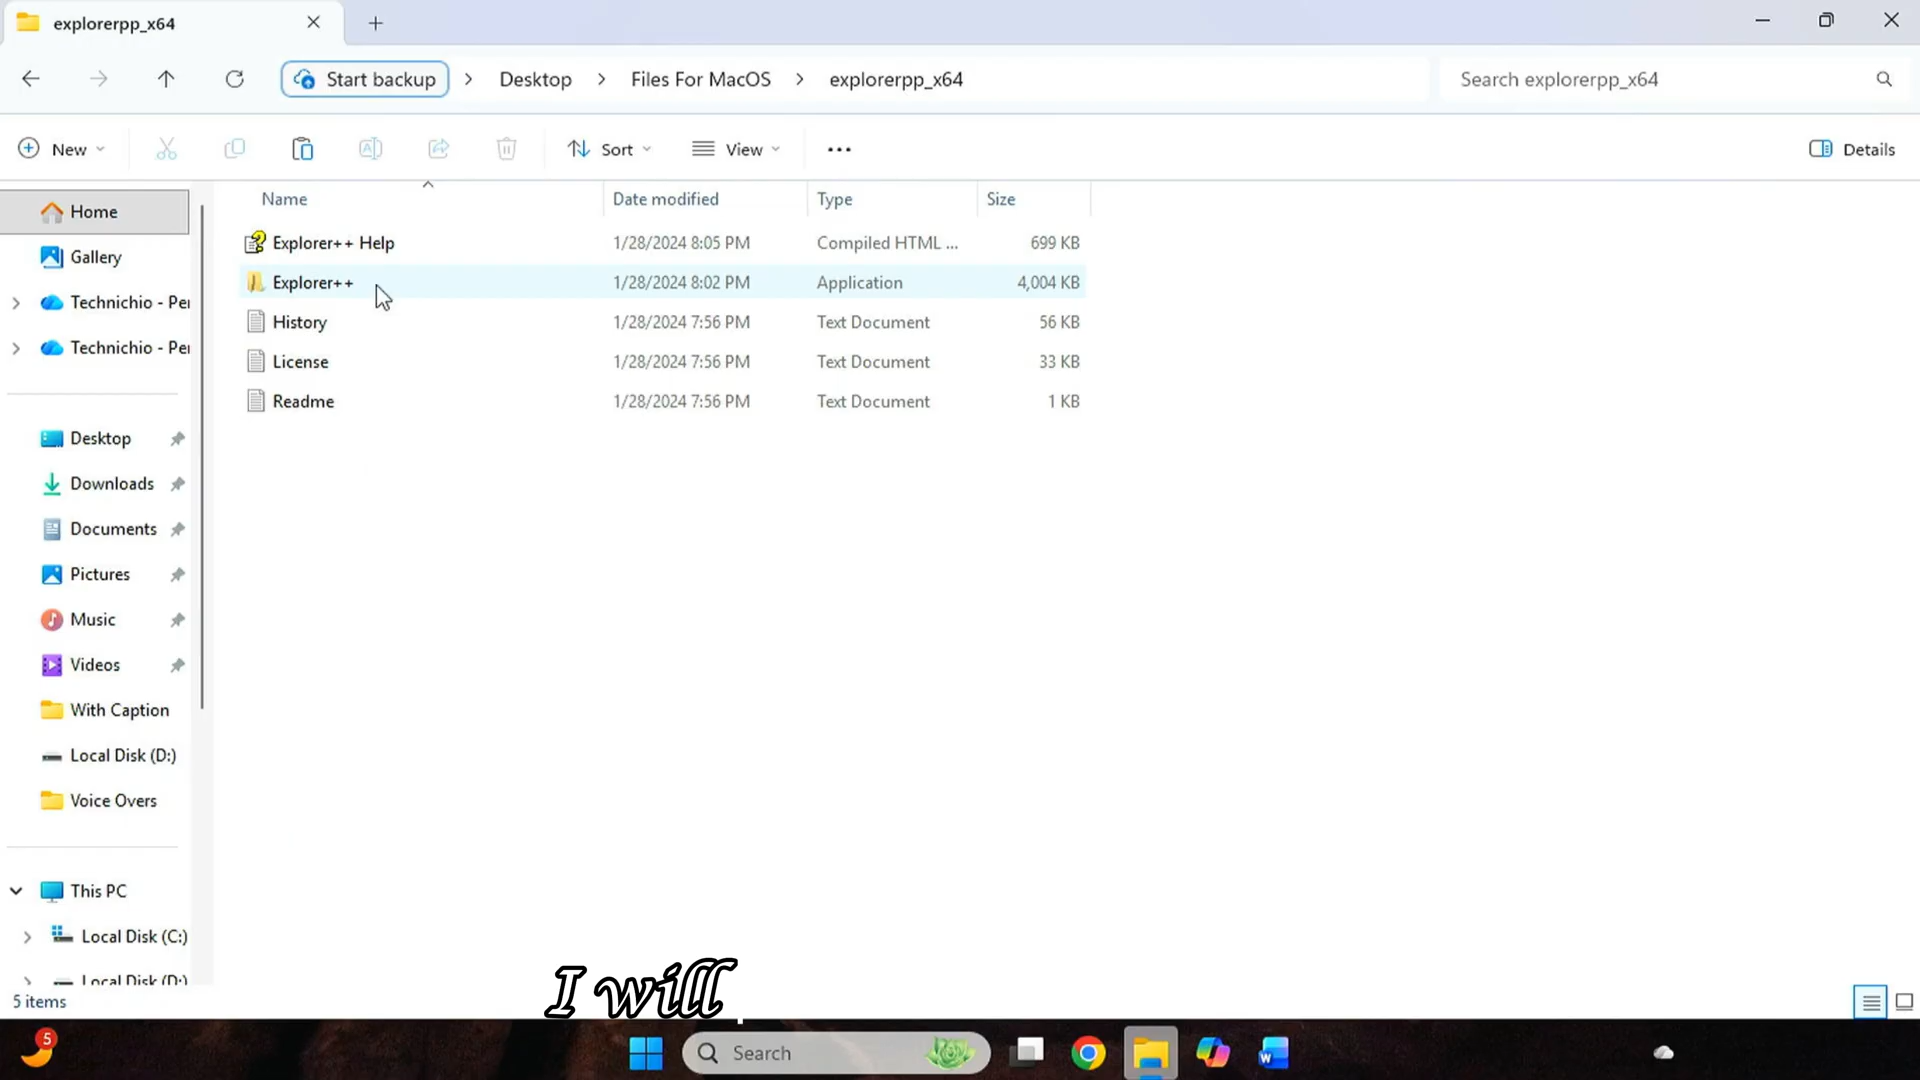 explorerpp_x64
Start backup > Desktop > Files For MacOS > explorerpp_x64
Search explorerpp_x64
New
Sort
View
Details
Name Date modified Type Size
Explorer++ Help 1/28/2024 8:05 PM Compiled HTML ... 699 KB
Explorer++ 1/28/2024 8:02 PM Application 4,004 KB
History 1/28/2024 7:56 PM Text Document 56 KB
License 1/28/2024 7:56 PM Text Document 33 KB
Readme 1/28/2024 7:56 PM Text Document 1 KB
Home
Gallery
Technichio - Per
Technichio - Per
Desktop
Downloads
Documents
Pictures
Music
Videos
With Caption
Local Disk (D:)
Voice Overs
This PC
Local Disk (C:)
Local Disk (D:)
5 items
I will
5
Search